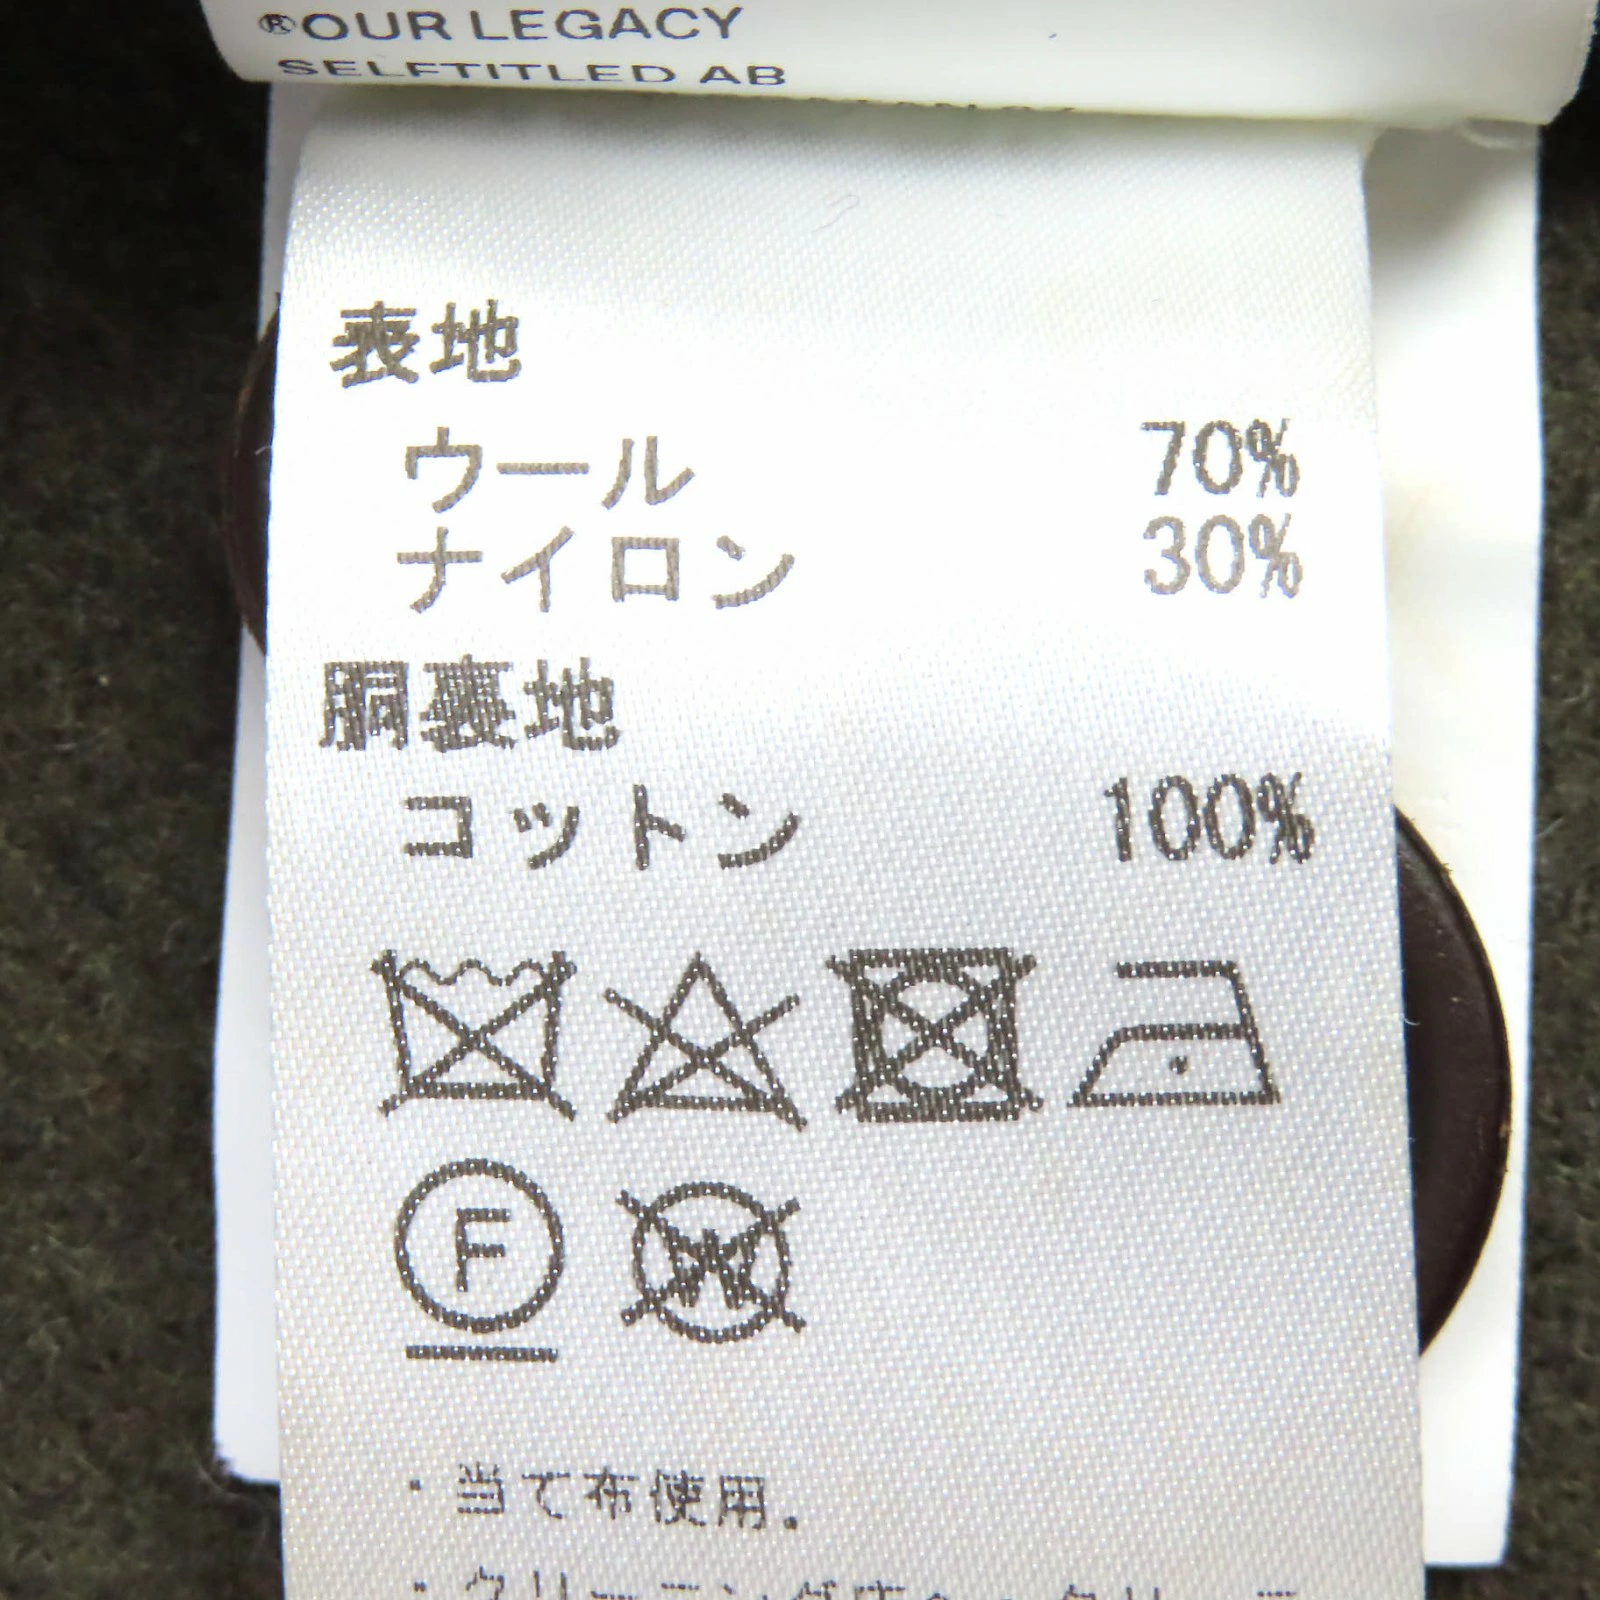 ®OUR LEGACY
SELFTITLED AB
表地
ウール 70%
ナイロン 30%
胴裏地
コットン 100%
F
W
・当て布使用.